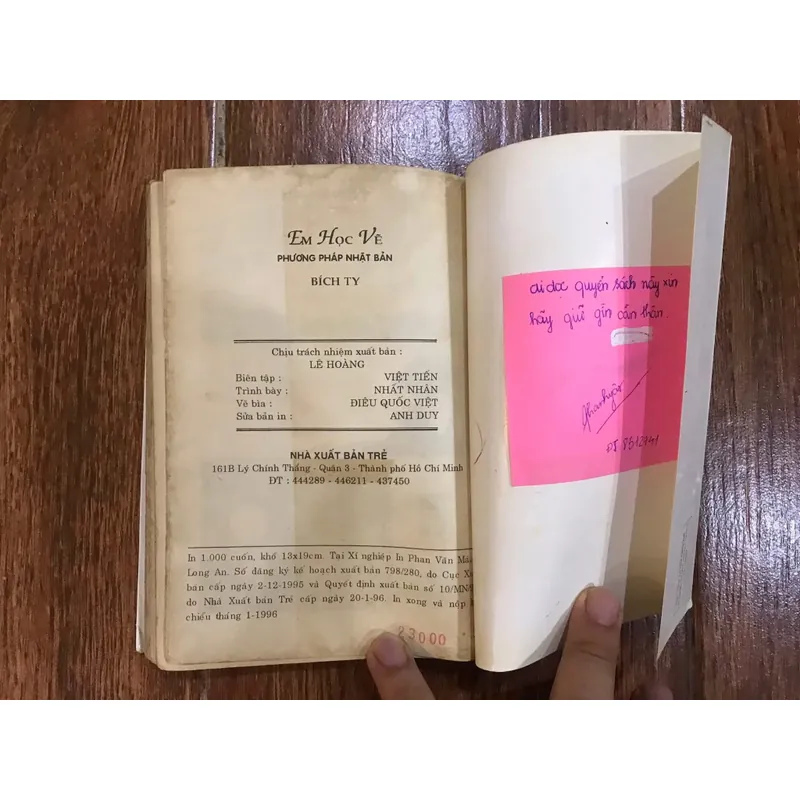 EM HỌC VẼ
PHƯƠNG PHÁP NHẬT BẢN
BÍCH TY
Chịu trách nhiệm xuất bản :
LÊ HOÀNG
Biên tập : VIỆT TIẾN
Trình bày : NHẤT NHÂN
Vẽ bìa : ĐIÊU QUỐC VIỆT
Sửa bản in : ANH DUY
NHÀ XUẤT BẢN TRẺ
161B Lý Chính Thắng - Quận 3 - Thành phố Hồ Chí Minh
ĐT : 444289 - 446211 - 437450
In 1.000 cuốn, khổ 13x19cm. Tại Xí nghiệp In Phan Văn
Long An. Số đăng ký kế hoạch xuất bản 798/280, do Cục
bản cấp ngày 2-12-1995 và Quyết định xuất bản số 10/MN
do Nhà Xuất bản Trẻ cấp ngày 20-1-96. In xong và nộp
chiểu tháng 1-1996
23000
ai đọc quyển sách nầy xin
hãy giữ gìn cẩn thận.
ĐT 8512741